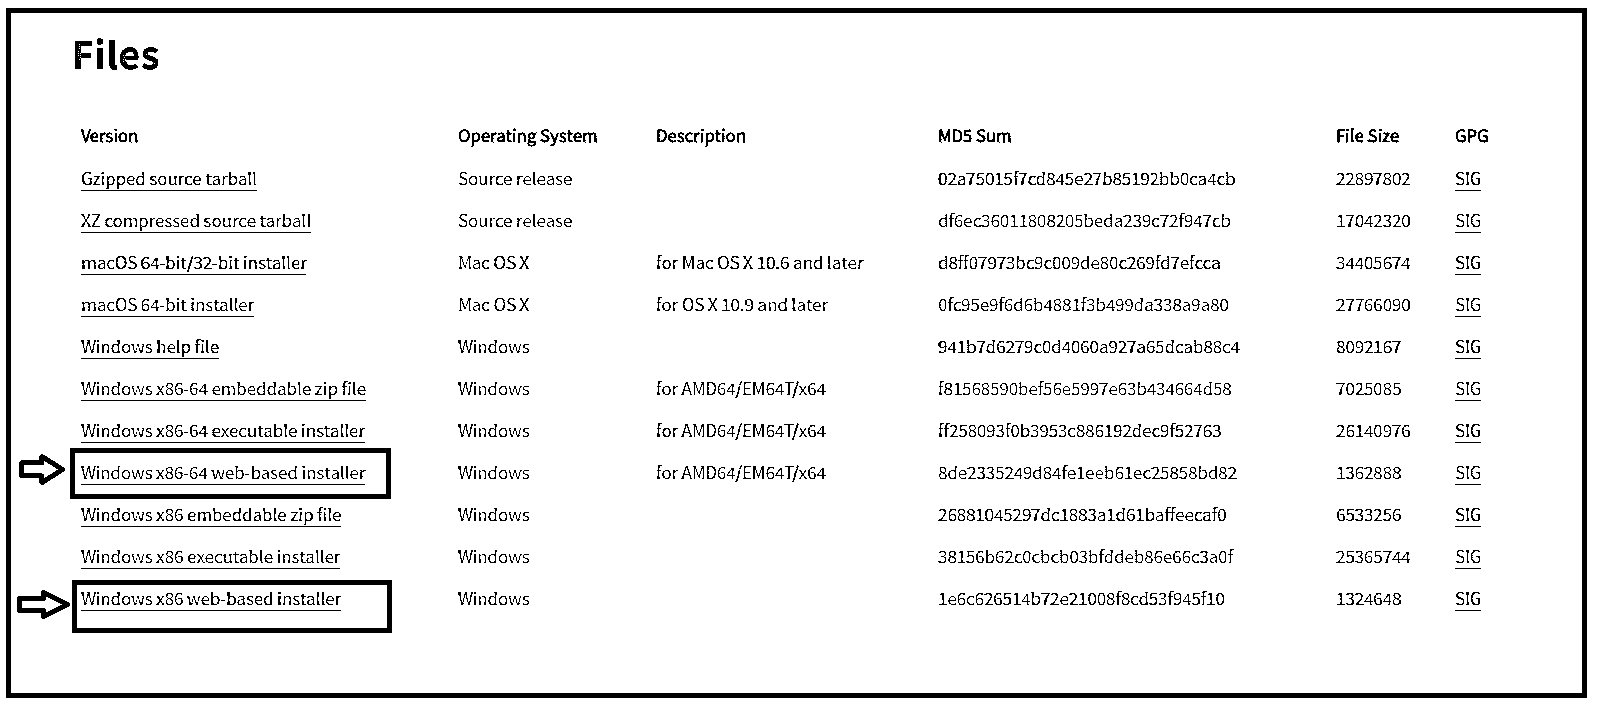 Files
Version Operating System Description MD5 Sum File Size GPG
Gzipped source tarball Source release 02a75015f7cd845e27b85192bb0ca4cb 22897802 SIG
XZ compressed source tarball Source release df6ec36011808205beda239c72f947cb 17042320 SIG
macOS 64-bit/32-bit installer Mac OS X for Mac OS X 10.6 and later d8ff07973bc9c009de80c269fd7efcca 34405674 SIG
macOS 64-bit installer Mac OS X for OS X 10.9 and later 0fc95e9f6d6b4881f3b499da338a9a80 27766090 SIG
Windows help file Windows 941b7d6279c0d4060a927a65dcab88c4 8092167 SIG
Windows x86-64 embeddable zip file Windows for AMD64/EM64T/x64 f81568590bef56e5997e63b434664d58 7025085 SIG
Windows x86-64 executable installer Windows for AMD64/EM64T/x64 ff258093f0b3953c886192dec9f52763 26140976 SIG
Windows x86-64 web-based installer Windows for AMD64/EM64T/x64 8de2335249d84fe1eeb61ec25858bd82 1362888 SIG
Windows x86 embeddable zip file Windows 26881045297dc1883a1d61baffeecaf0 6533256 SIG
Windows x86 executable installer Windows 38156b62c0cbcb03bfddeb86e66c3a0f 25365744 SIG
Windows x86 web-based installer Windows 1e6c626514b72e21008f8cd53f945f10 1324648 SIG